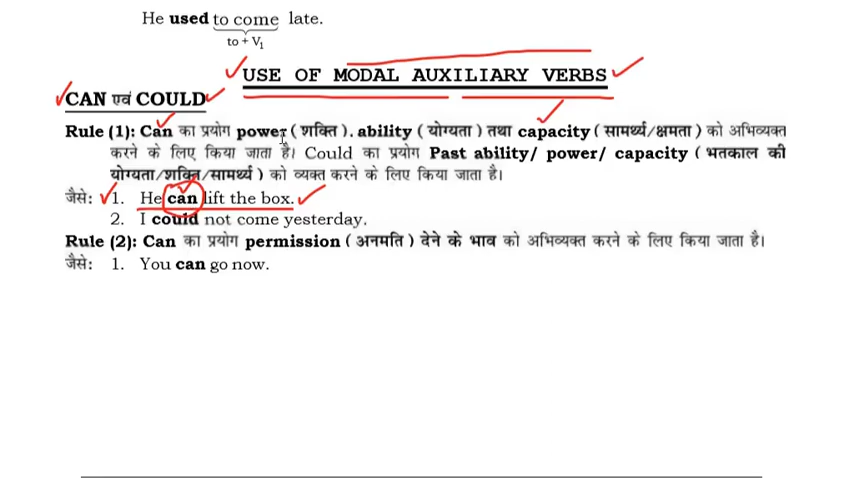 He used to come late.
to + V₁
USE OF MODAL AUXILIARY VERBS
CAN एवं COULD
Rule (1): Can का प्रयोग power ( शक्ति ). ability ( योग्यता ) तथा capacity ( सामर्थ्य/क्षमता ) को अभिव्यक्त
करने के लिए किया जाता है। Could का प्रयोग Past ability/ power/ capacity ( भतकाल की
योग्यता/शक्ति/सामर्थ्य ) को व्यक्त करने के लिए किया जाता है।
जैसे: 1. He can lift the box.
2. I could not come yesterday.
Rule (2): Can का प्रयोग permission ( अनमति ) देने के भाव को अभिव्यक्त करने के लिए किया जाता है।
जैसे: 1. You can go now.